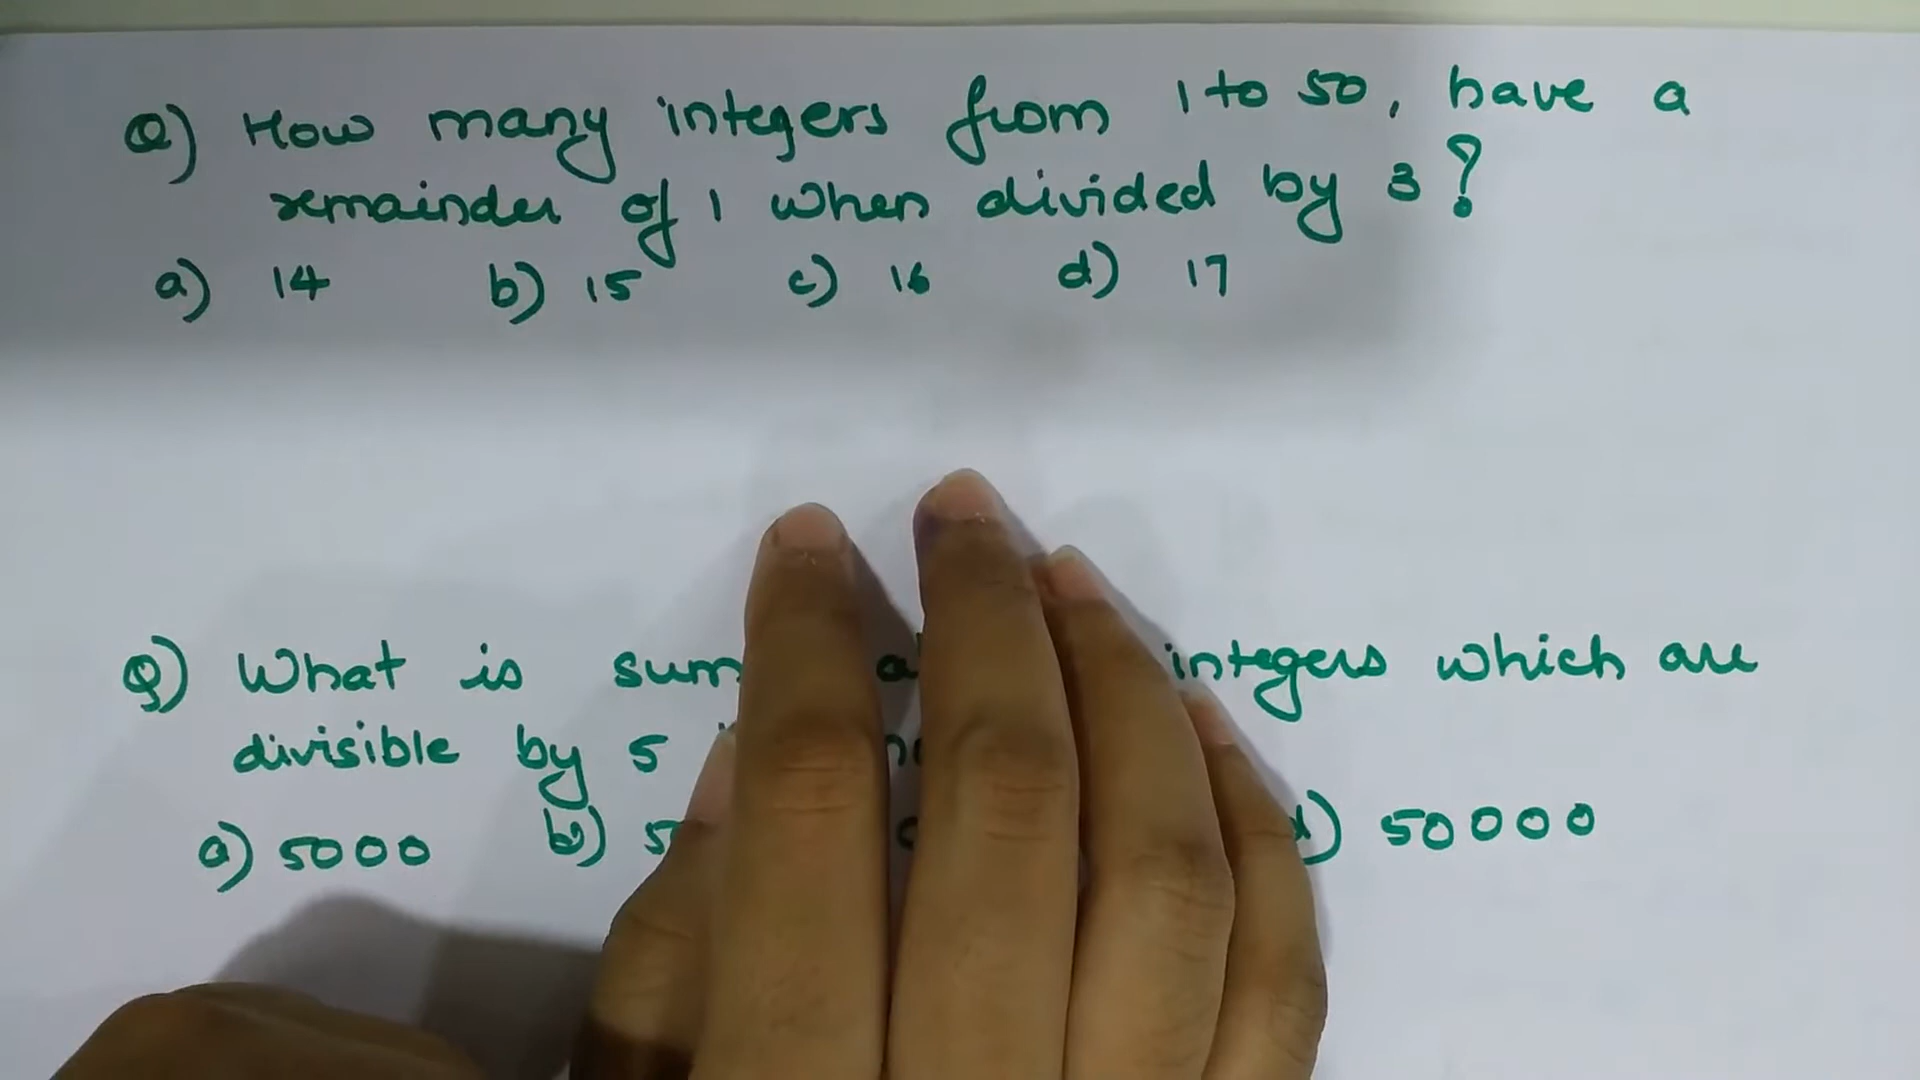 Q) How many integers from 1 to 50, have a
remainder of 1 when divided by 3?
a) 14 b) 15 c) 16 d) 17
Q) What is sum integers which are
divisible by 5
a) 5000 b) d) 50000